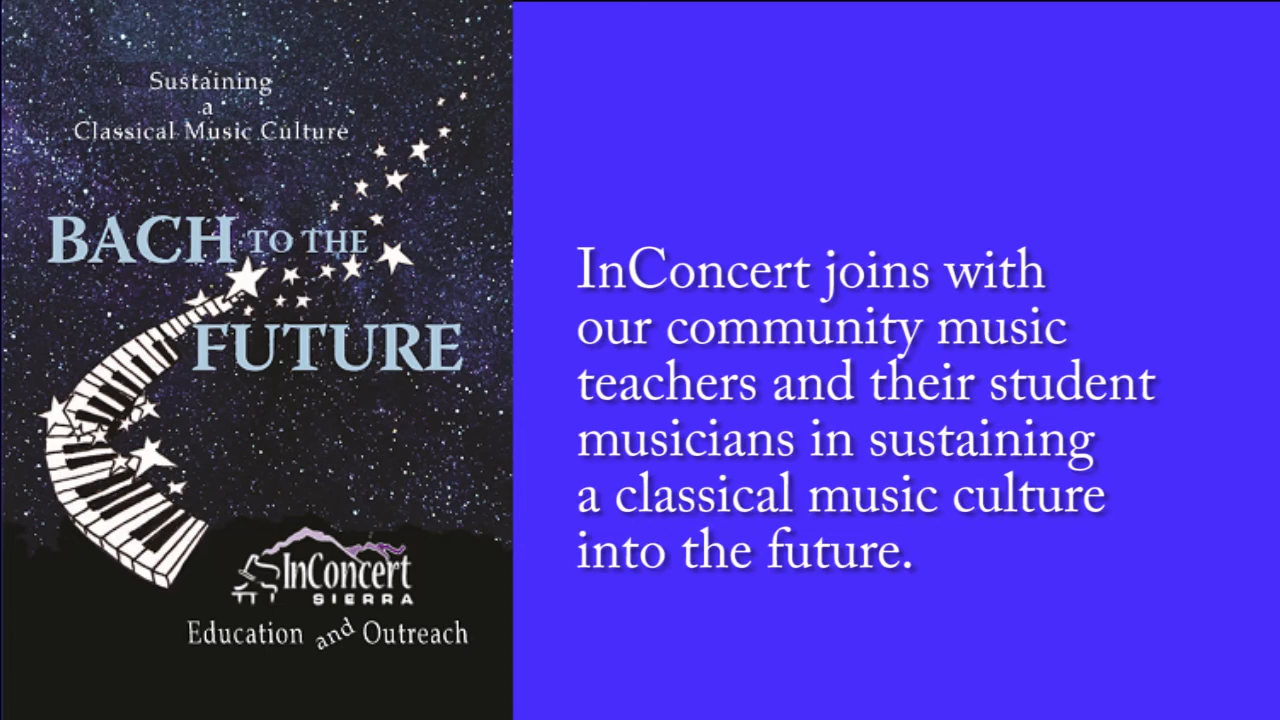 Sustaining
a
Classical Music Culture
BACH TO THE
FUTURE
InConcert
SIERRA
Education and Outreach
InConcert joins with
our community music
teachers and their student
musicians in sustaining
a classical music culture
into the future.